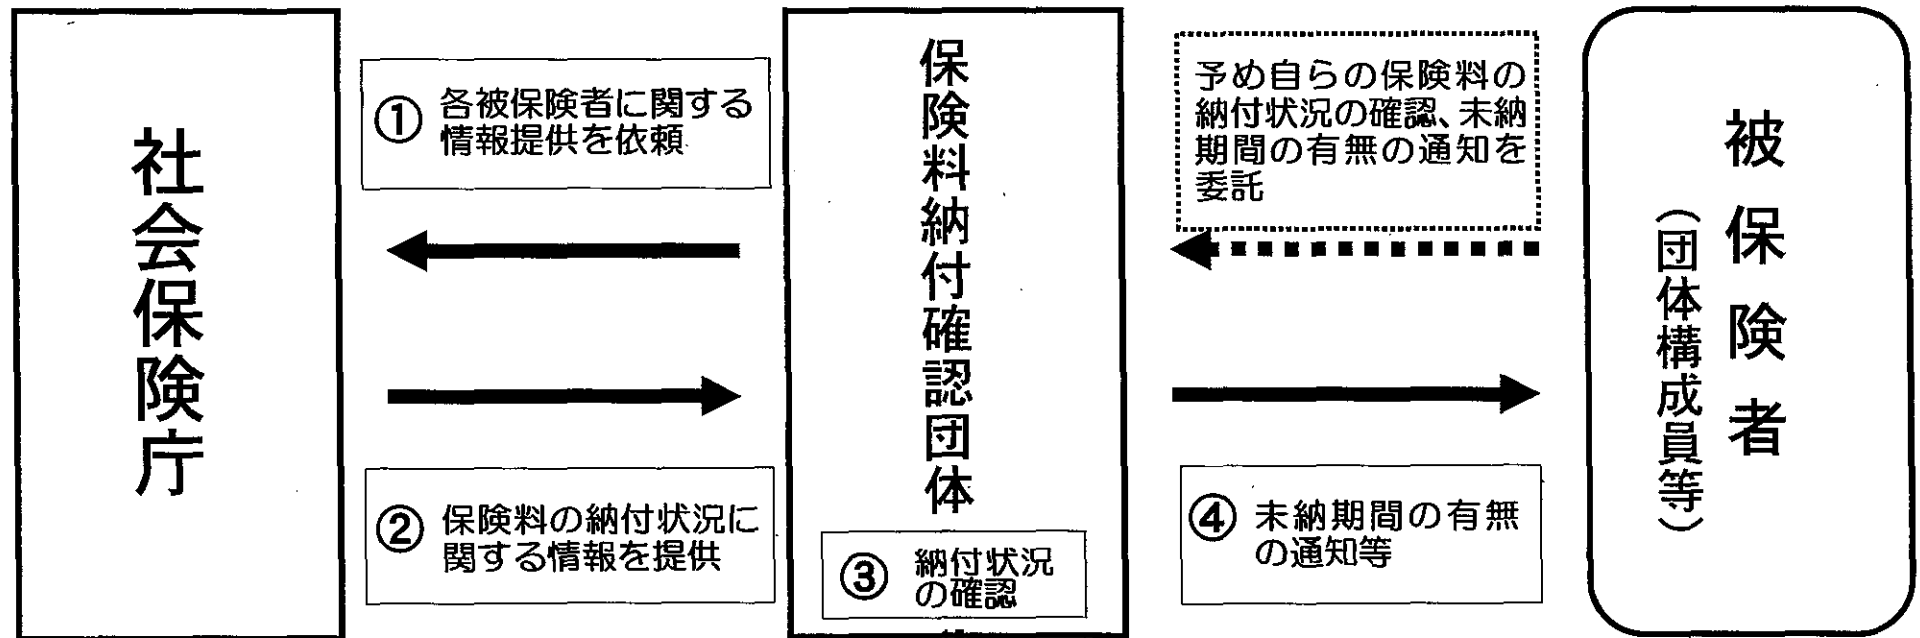 社会保険庁
① 各被保険者に関する
情報提供を依頼
② 保険料の納付状況に
関する情報を提供
保険料納付確認団体
③ 納付状況
の確認
予め自らの保険料の
納付状況の確認、未納
期間の有無の通知を
委託
④ 未納期間の有無
の通知等
被保険者
（団体構成員等）